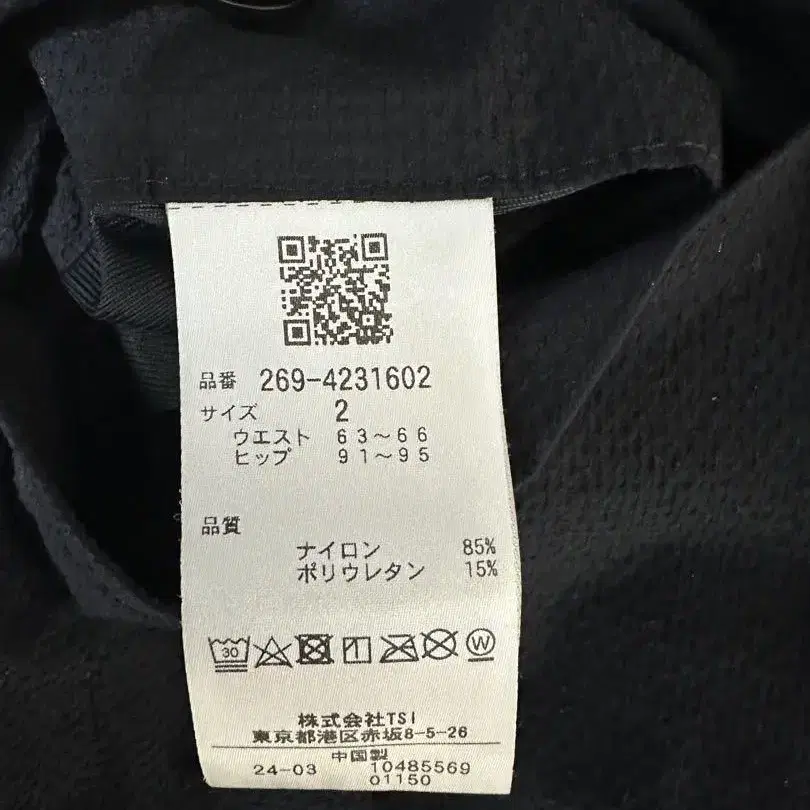 品番 269-4231602
サイズ 2
ウエスト 63〜66
ヒップ 91〜95
品質
ナイロン 85%
ポリウレタン 15%
30 W
株式会社TSI
東京都港区赤坂8-5-26
中国製
24-03 10485569
01150